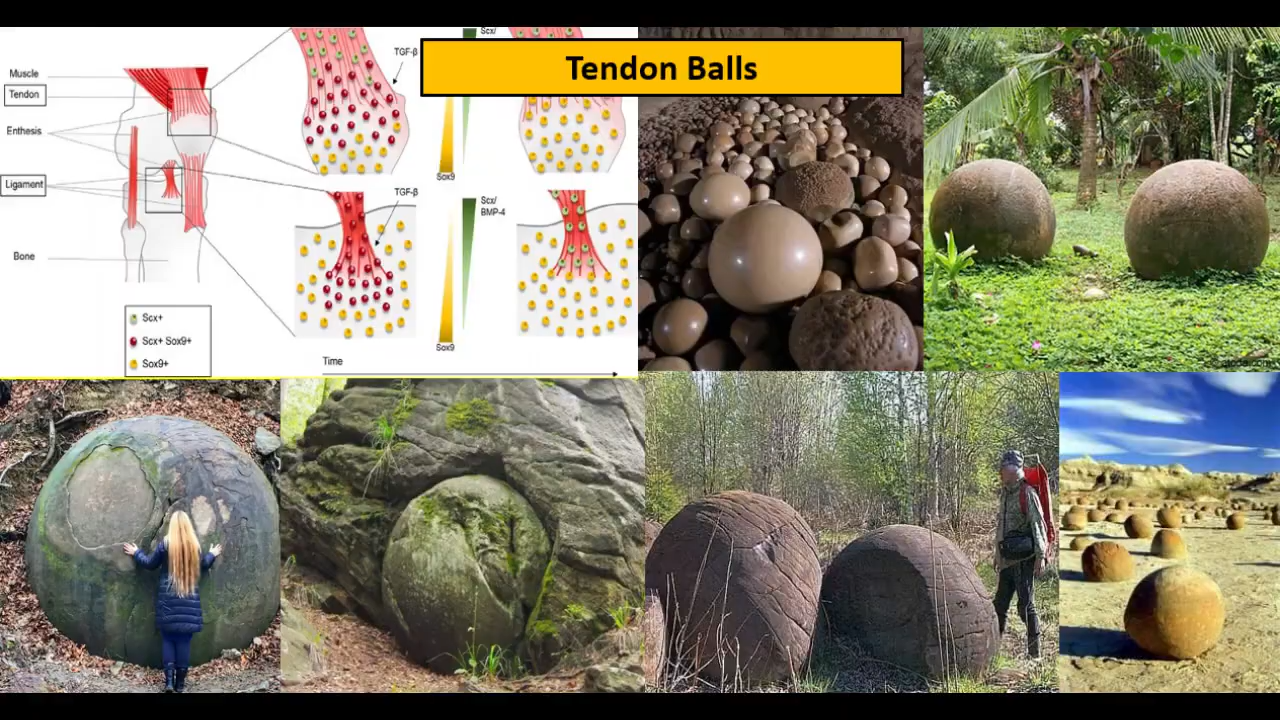 Tendon Balls
Muscle
Tendon
Enthesis
Ligament
Bone
Scx+
Scx+ Sox9+
Sox9+
TGF-β
Scx/
Sox9
TGF-β
Scx/
BMP-4
Sox9
Time